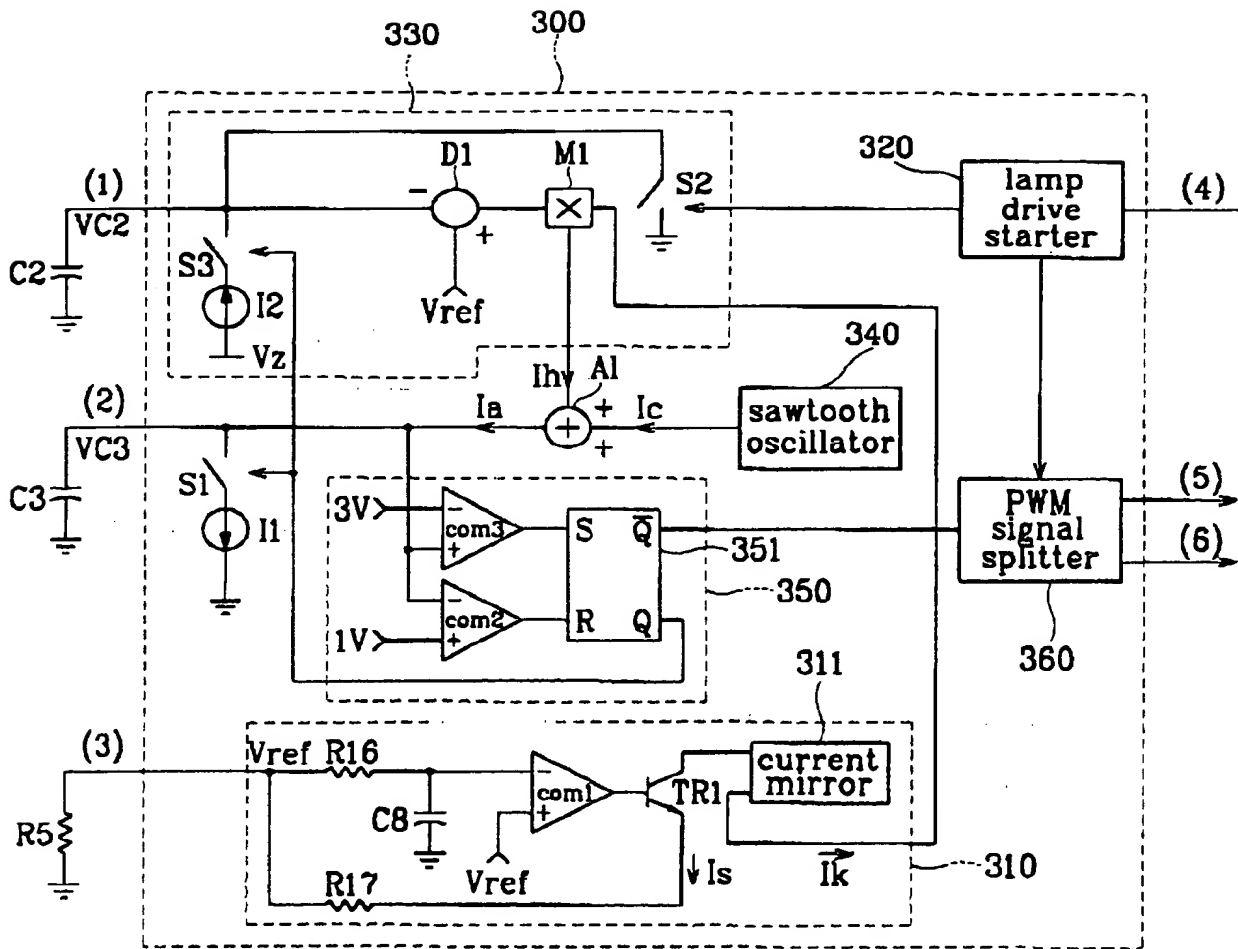 300
330
320
D1
M1
S2
lamp
drive
starter
(1)
(4)
-
+
VC2
C2
S3
I2
Vref
Vz
340
Ih
A1
(2)
Ia
+
+
+
Ic
sawtooth
oscillator
VC3
C3
S1
I1
3V
-
com3
+
S
Q̅
351
PWM
signal
splitter
(5)
(6)
-
com2
+
1V
R
Q
350
360
311
(3)
Vref
R16
-
com1
+
TR1
current
mirror
R5
C8
Vref
R17
Is
Ik
310